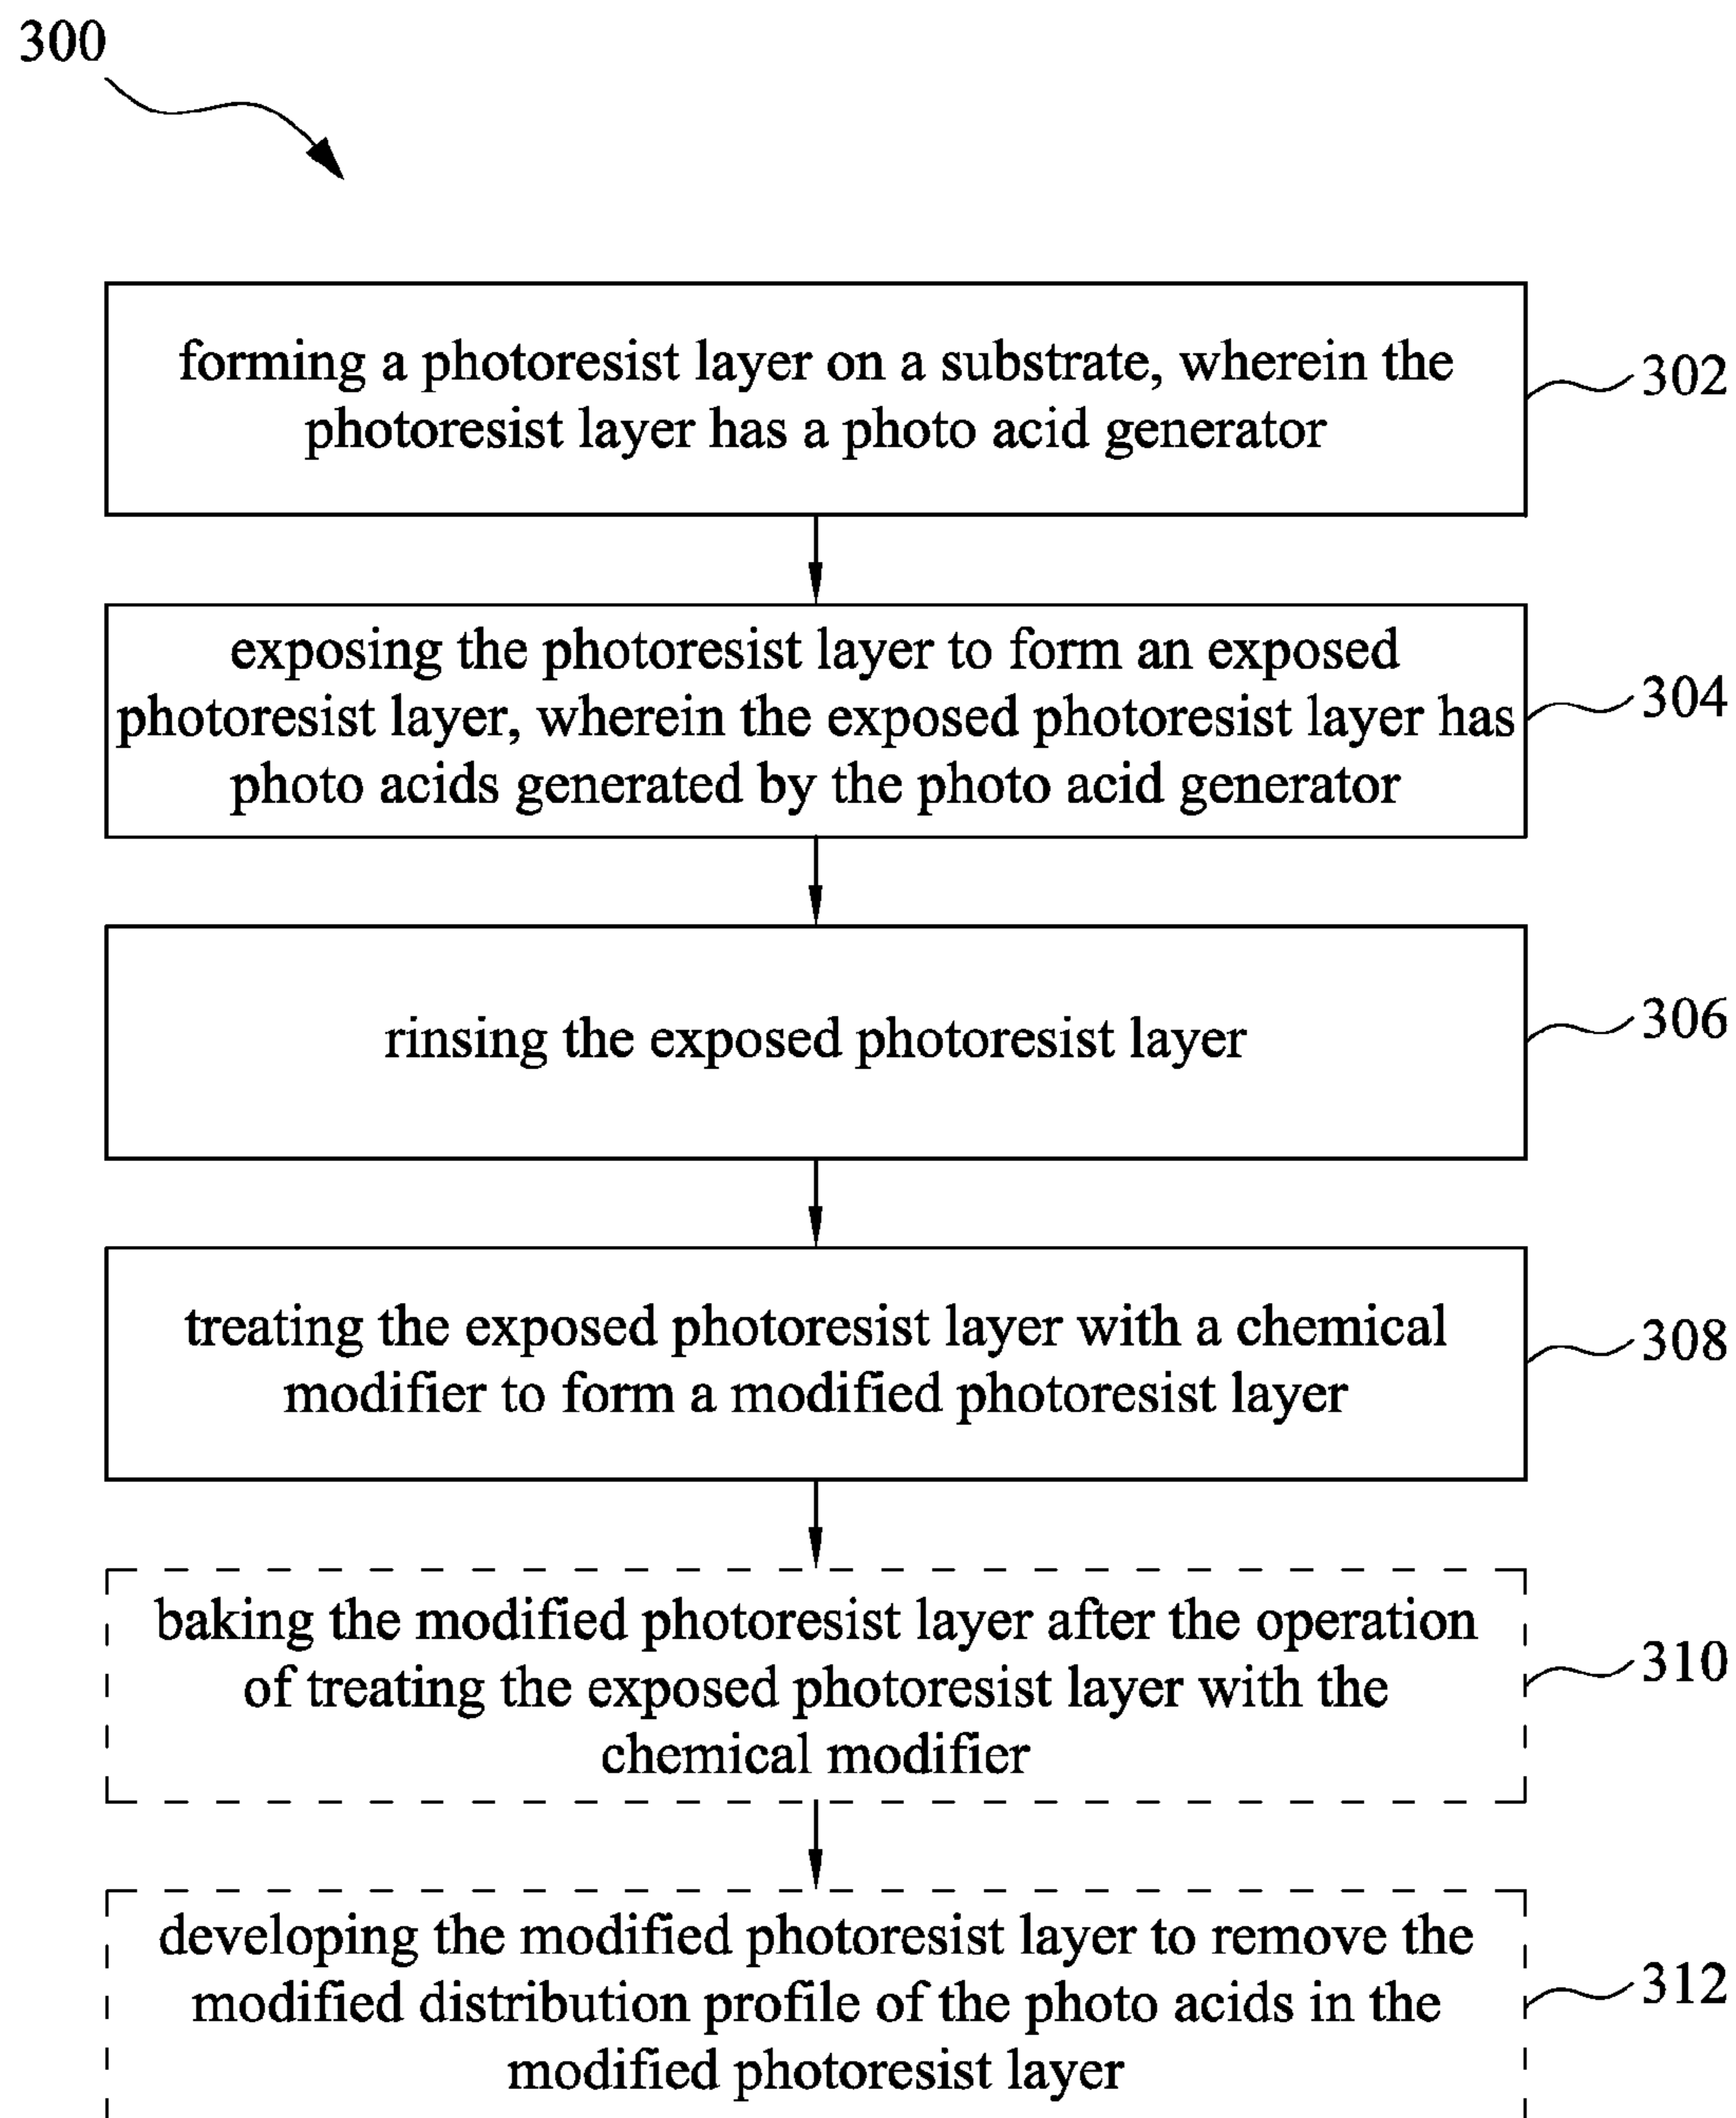 300
forming a photoresist layer on a substrate, wherein the
photoresist layer has a photo acid generator
302
exposing the photoresist layer to form an exposed
photoresist layer, wherein the exposed photoresist layer has
photo acids generated by the photo acid generator
304
rinsing the exposed photoresist layer
306
treating the exposed photoresist layer with a chemical
modifier to form a modified photoresist layer
308
baking the modified photoresist layer after the operation
of treating the exposed photoresist layer with the
chemical modifier
310
developing the modified photoresist layer to remove the
modified distribution profile of the photo acids in the
modified photoresist layer
312